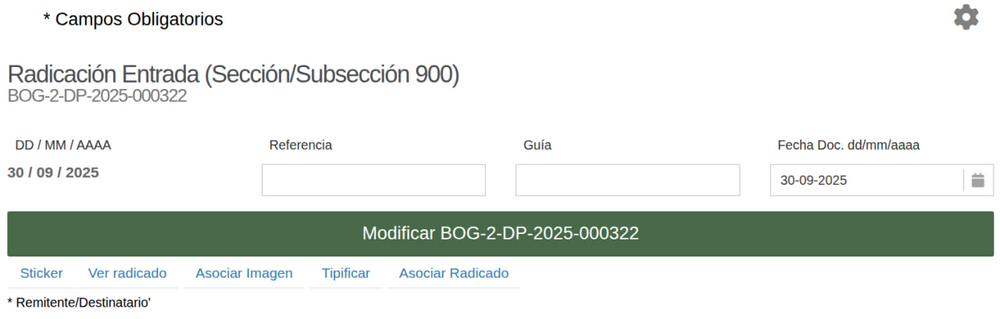 * Campos Obligatorios
Radicación Entrada (Sección/Subsección 900)
BOG-2-DP-2025-000322
DD / MM / AAAA Referencia Guía Fecha Doc. dd/mm/aaaa
30 / 09 / 2025 30-09-2025
Modificar BOG-2-DP-2025-000322
Sticker Ver radicado Asociar Imagen Tipificar Asociar Radicado
* Remitente/Destinatario'